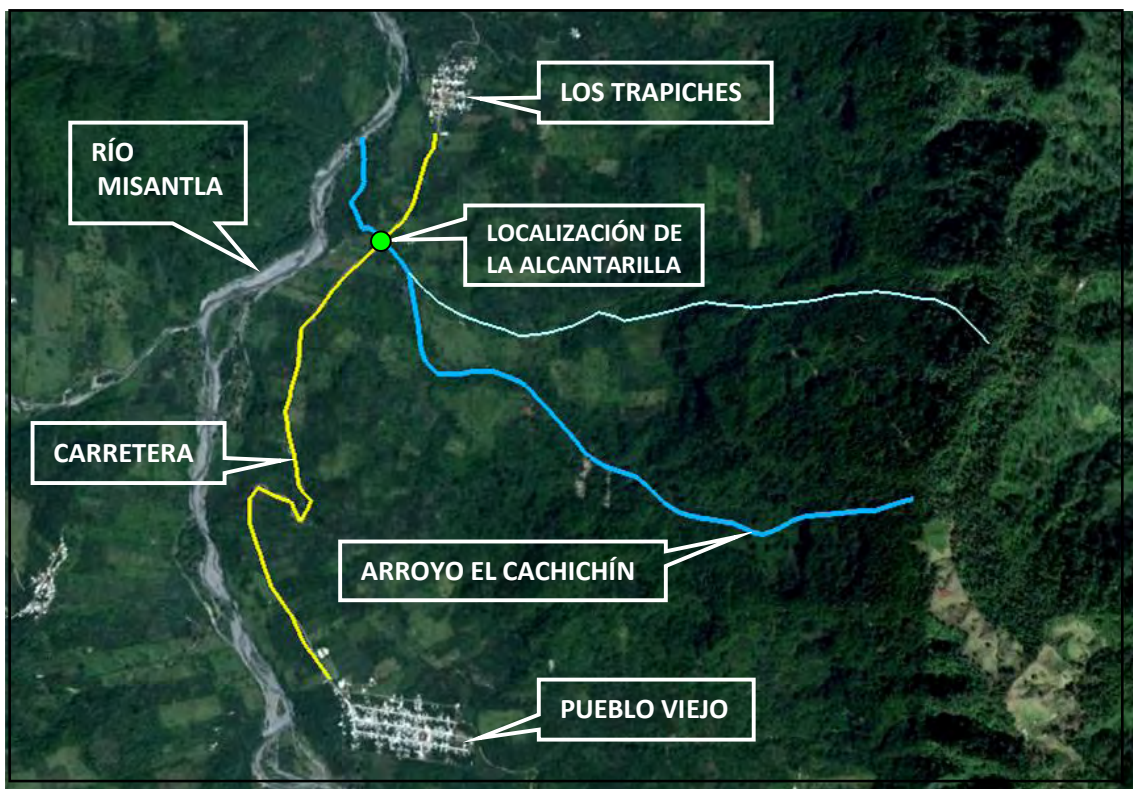 LOS TRAPICHES
RÍO
MISANTLA
LOCALIZACIÓN DE
LA ALCANTARILLA
CARRETERA
ARROYO EL CACHICHÍN
PUEBLO VIEJO